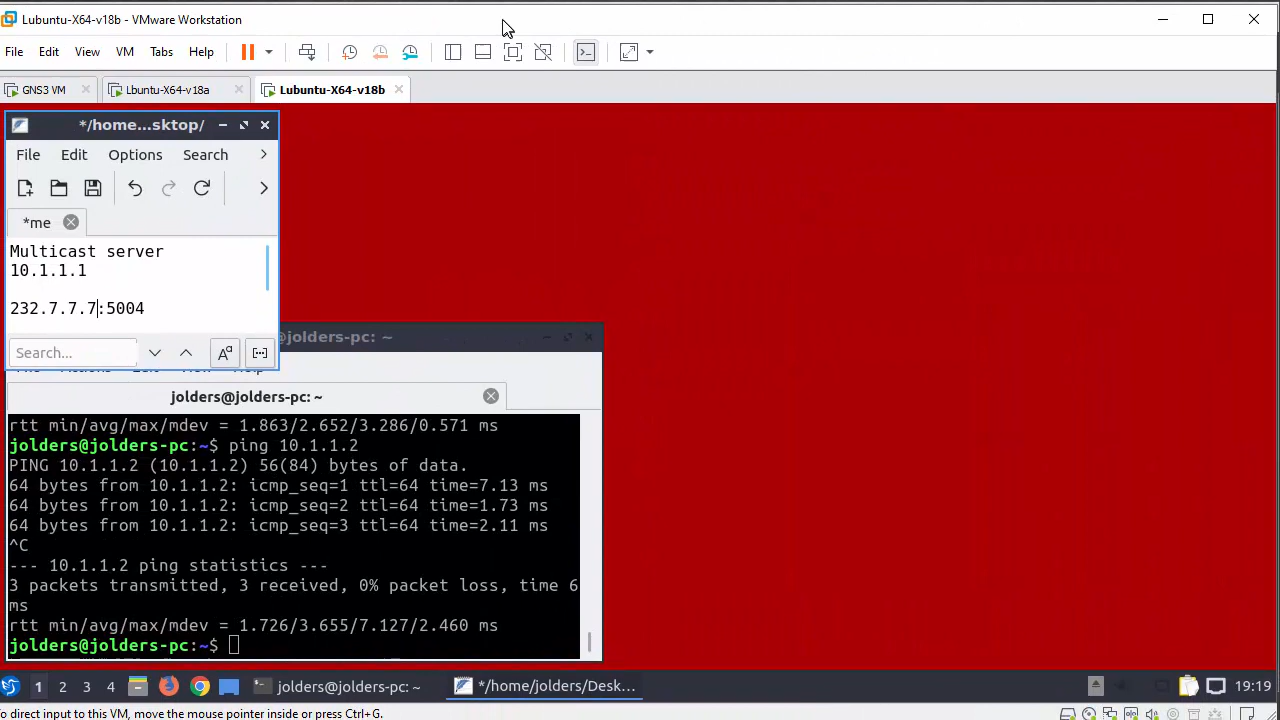 Lubuntu-X64-v18b - VMware Workstation
File Edit View VM Tabs Help
GNS3 VM Lbuntu-X64-v18a Lubuntu-X64-v18b
*/home...sktop/
File Edit Options Search
*me
Multicast server
10.1.1.1
232.7.7.7:5004
Search...
@jolders-pc: ~
jolders@jolders-pc: ~
rtt min/avg/max/mdev = 1.863/2.652/3.286/0.571 ms
jolders@jolders-pc:~$ ping 10.1.1.2
PING 10.1.1.2 (10.1.1.2) 56(84) bytes of data.
64 bytes from 10.1.1.2: icmp_seq=1 ttl=64 time=7.13 ms
64 bytes from 10.1.1.2: icmp_seq=2 ttl=64 time=1.73 ms
64 bytes from 10.1.1.2: icmp_seq=3 ttl=64 time=2.11 ms
^C
--- 10.1.1.2 ping statistics ---
3 packets transmitted, 3 received, 0% packet loss, time 6
ms
rtt min/avg/max/mdev = 1.726/3.655/7.127/2.460 ms
jolders@jolders-pc:~$
1 2 3 4 jolders@jolders-pc: ~ */home/jolders/Desk... 19:19
To direct input to this VM, move the mouse pointer inside or press Ctrl+G.